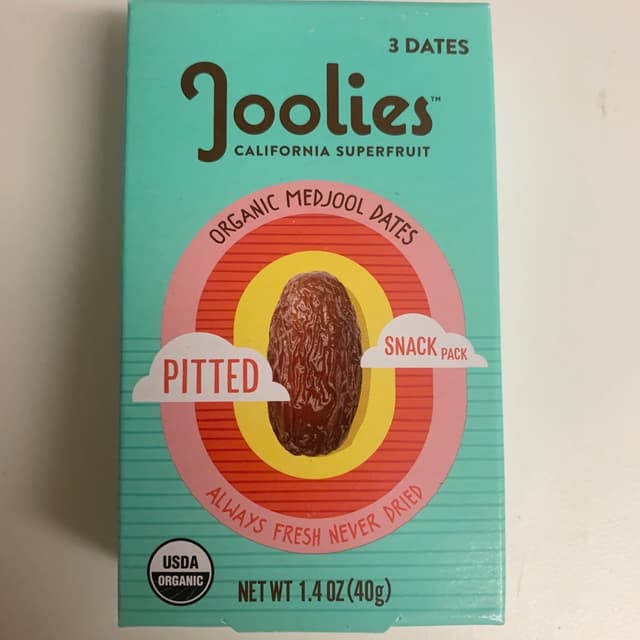 3 DATES
Joolies™
CALIFORNIA SUPERFRUIT
ORGANIC MEDJOOL DATES
SNACK PACK
PITTED
ALWAYS FRESH NEVER DRIED
USDA
ORGANIC
NET WT 1.4 OZ (40g)